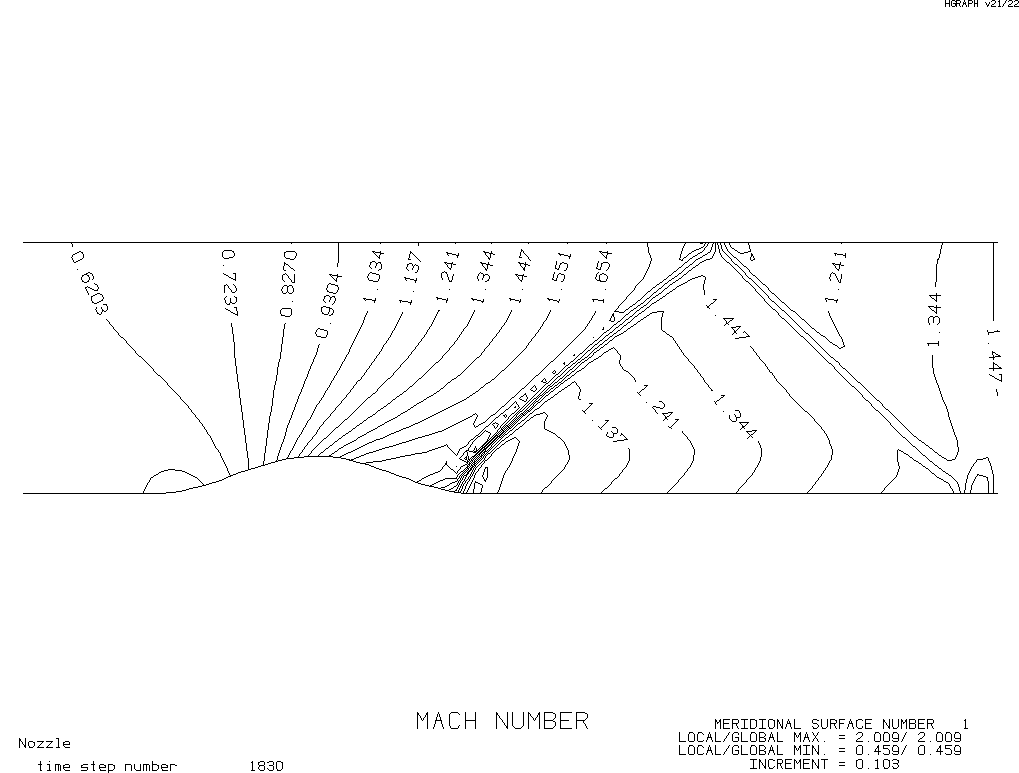 HGRAPH v21/22
0.6203
0.7237
0.8270
0.9304
1.034
1.137
1.241
1.344
1.447
1.551
1.654
1.447
1.241
1.344
1.447
1.137
1.241
1.344
MACH NUMBER
MERIDIONAL SURFACE NUMBER 1
LOCAL/GLOBAL MAX. = 2.009/ 2.009
LOCAL/GLOBAL MIN. = 0.459/ 0.459
INCREMENT = 0.103
Nozzle
time step number 1830